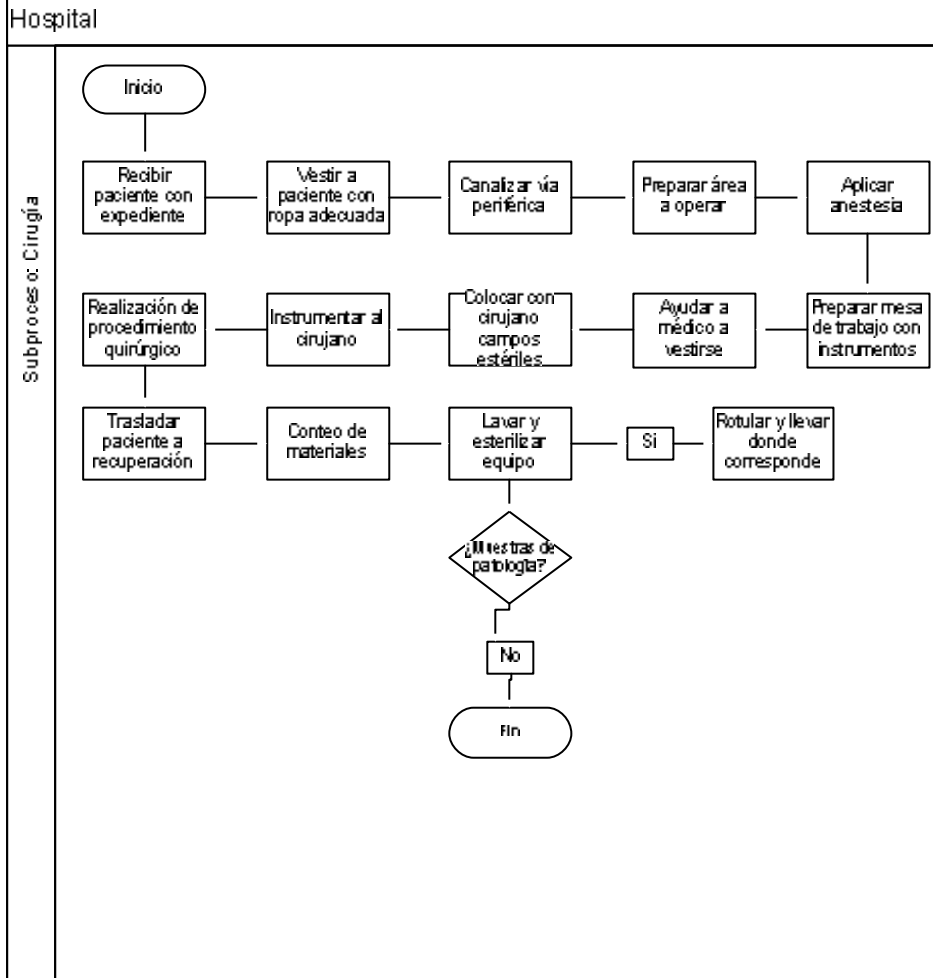 Hospital
Subproceso: Cirugía
Inicio
Recibir
paciente con
expediente
Vestir a
paciente con
ropa adecuada
Canalizar vía
periférica
Preparar área
a operar
Aplicar
anestesia
Realización de
procedimiento
quirúrgico
Instrumentar al
cirujano
Colocar con
cirujano
campos
estériles
Ayudar a
médico a
vestirse
Preparar mesa
de trabajo con
instrumentos
Trasladar
paciente a
recuperación
Conteo de
materiales
Lavar y
esterilizar
equipo
Si
Rotular y llevar
donde
corresponde
¿Muestras de
patología?
No
Fin